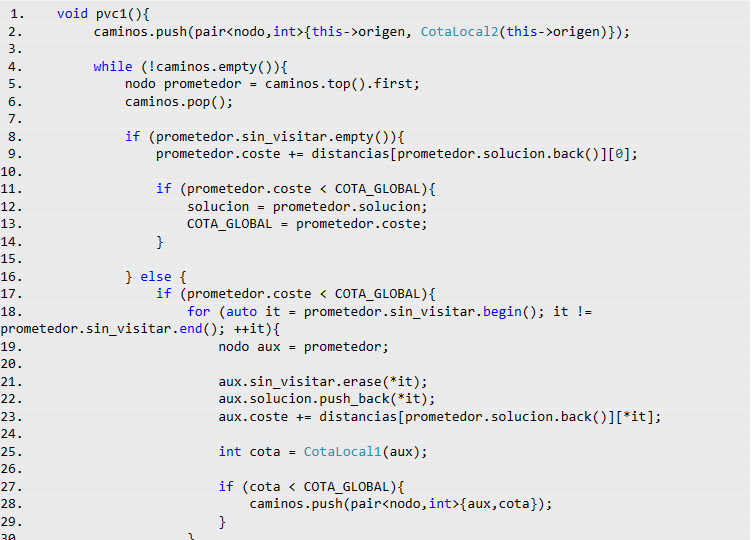 1. void pvc1(){
2. caminos.push(pair<nodo,int>{this->origen, CotaLocal2(this->origen)});
3.
4. while (!caminos.empty()){
5. nodo prometedor = caminos.top().first;
6. caminos.pop();
7.
8. if (prometedor.sin_visitar.empty()){
9. prometedor.coste += distancias[prometedor.solucion.back()][0];
10.
11. if (prometedor.coste < COTA_GLOBAL){
12. solucion = prometedor.solucion;
13. COTA_GLOBAL = prometedor.coste;
14. }
15.
16. } else {
17. if (prometedor.coste < COTA_GLOBAL){
18. for (auto it = prometedor.sin_visitar.begin(); it !=
prometedor.sin_visitar.end(); ++it){
19. nodo aux = prometedor;
20.
21. aux.sin_visitar.erase(*it);
22. aux.solucion.push_back(*it);
23. aux.coste += distancias[prometedor.solucion.back()][*it];
24.
25. int cota = CotaLocal1(aux);
26.
27. if (cota < COTA_GLOBAL){
28. caminos.push(pair<nodo,int>{aux,cota});
29. }
30. }